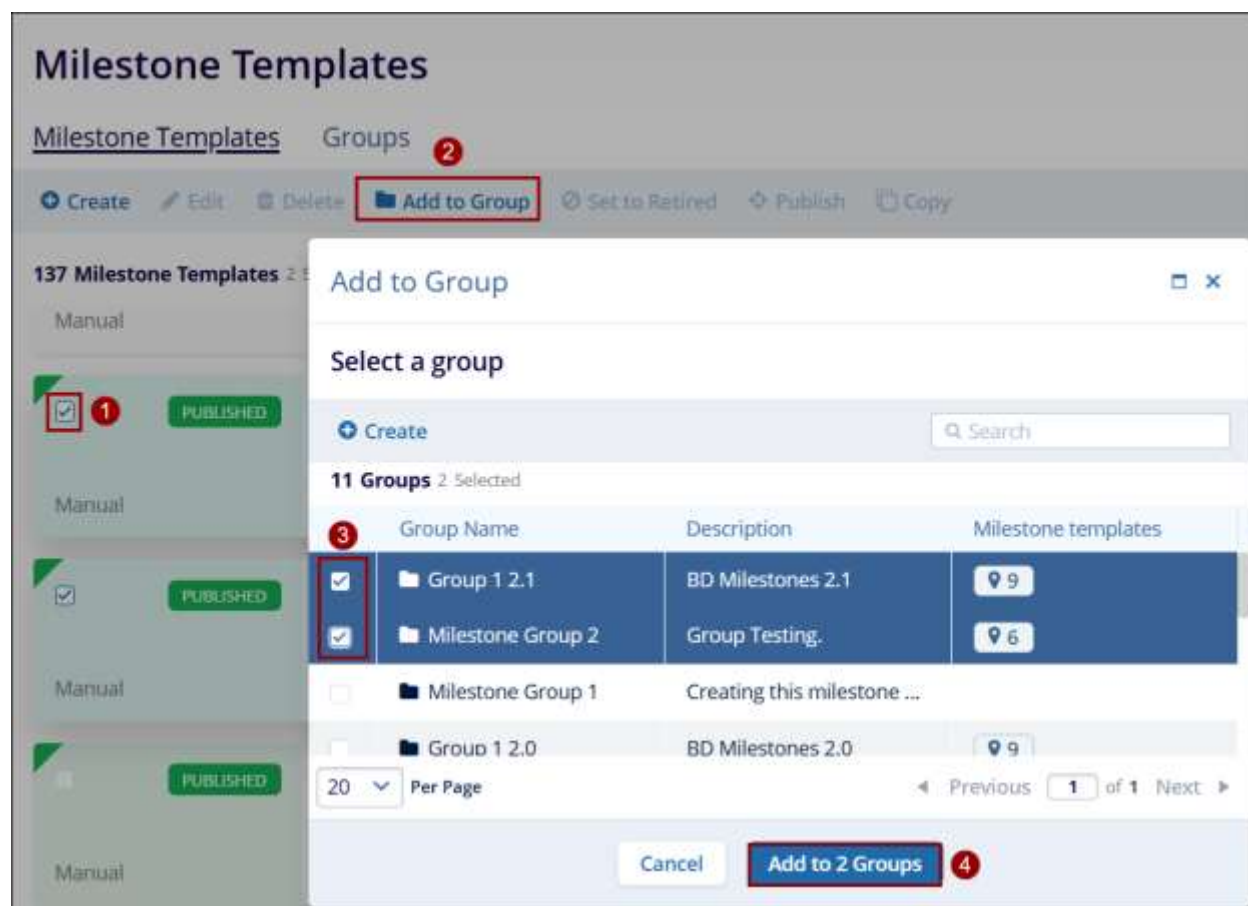 Milestone Templates
Milestone Templates Groups 2
Create Edit Delete Add to Group Set to Retired Publish Copy
137 Milestone Templates 2
Manual
1 PUBLISHED
Manual
PUBLISHED
Manual
PUBLISHED
Manual
Add to Group
Select a group
Create Search
11 Groups 2 Selected
3 Group Name Description Milestone templates
Group 1 2.1 BD Milestones 2.1 9
Milestone Group 2 Group Testing. 6
Milestone Group 1 Creating this milestone ...
Group 1 2.0 BD Milestones 2.0 9
20 Per Page Previous 1 of 1 Next
Cancel Add to 2 Groups 4